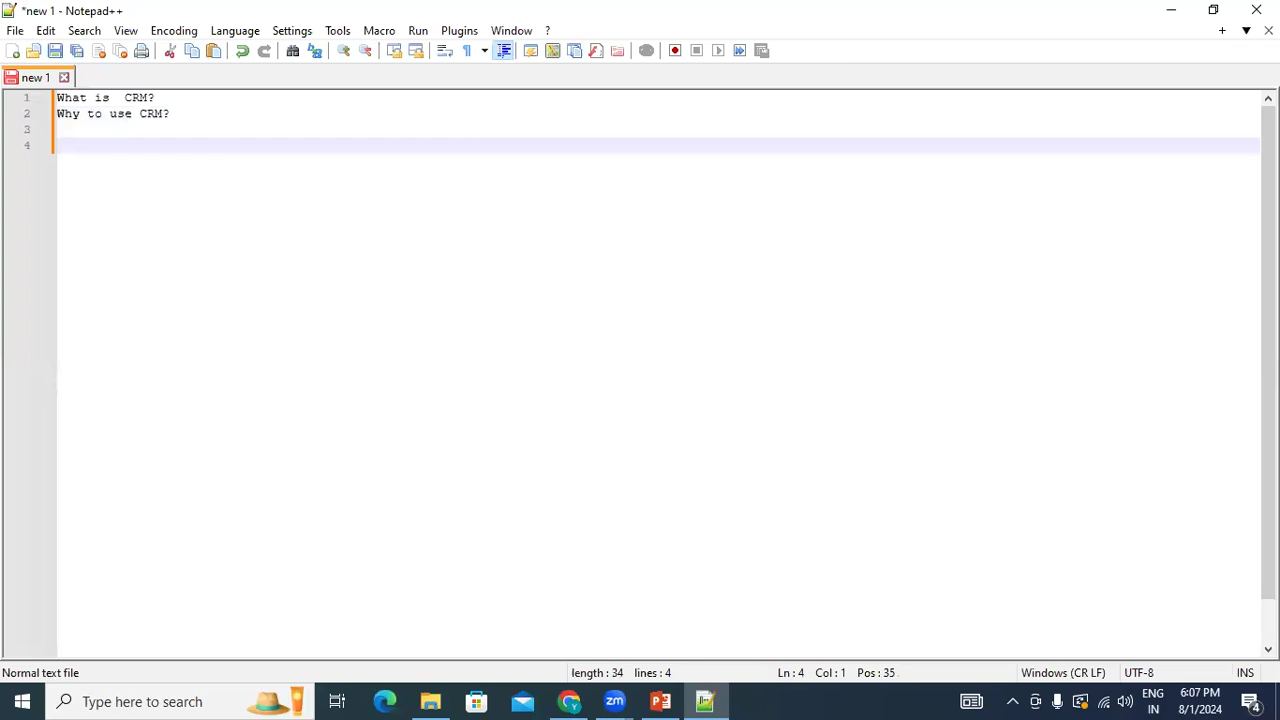 *new 1 - Notepad++
File Edit Search View Encoding Language Settings Tools Macro Run Plugins Window ?
new 1
1 What is  CRM?
2 Why to use CRM?
3
4
Normal text file length : 34 lines : 4 Ln : 4 Col : 1 Pos : 35 Windows (CR LF) UTF-8 INS
Type here to search
ENG 6:07 PM
IN 8/1/2024 4